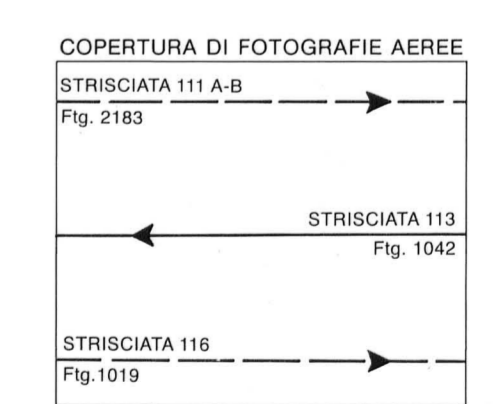 COPERTURA DI FOTOGRAFIE AEREE
STRISCIATA 111 A-B
Ftg. 2183
STRISCIATA 113
Ftg. 1042
STRISCIATA 116
Ftg.1019